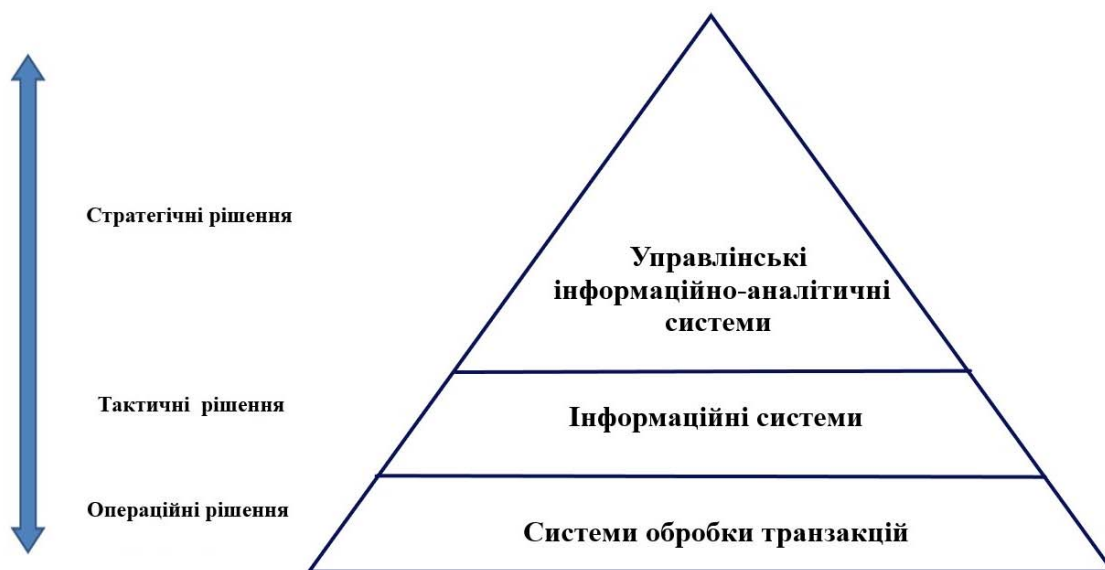 Стратегічні рішення
Управлінські
інформаційно-аналітичні
системи
Тактичні рішення
Інформаційні системи
Операційні рішення
Системи обробки транзакцій